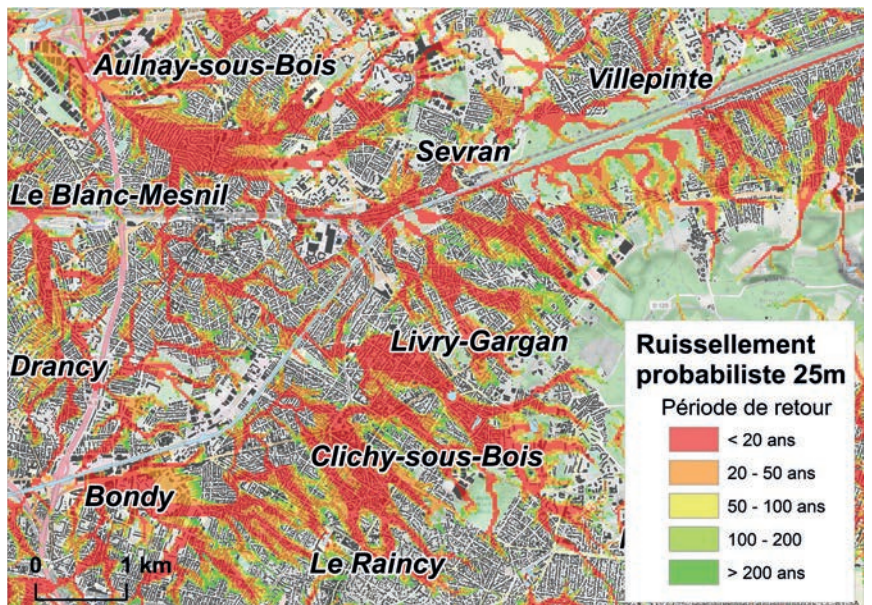 Aulnay-sous-Bois
Villepinte
Sevran
Le Blanc-Mesnil
Livry-Gargan
Drancy
Clichy-sous-Bois
Bondy
Le Raincy
0 1 km
Ruissellement
probabiliste 25m
Période de retour
< 20 ans
20 - 50 ans
50 - 100 ans
100 - 200
> 200 ans